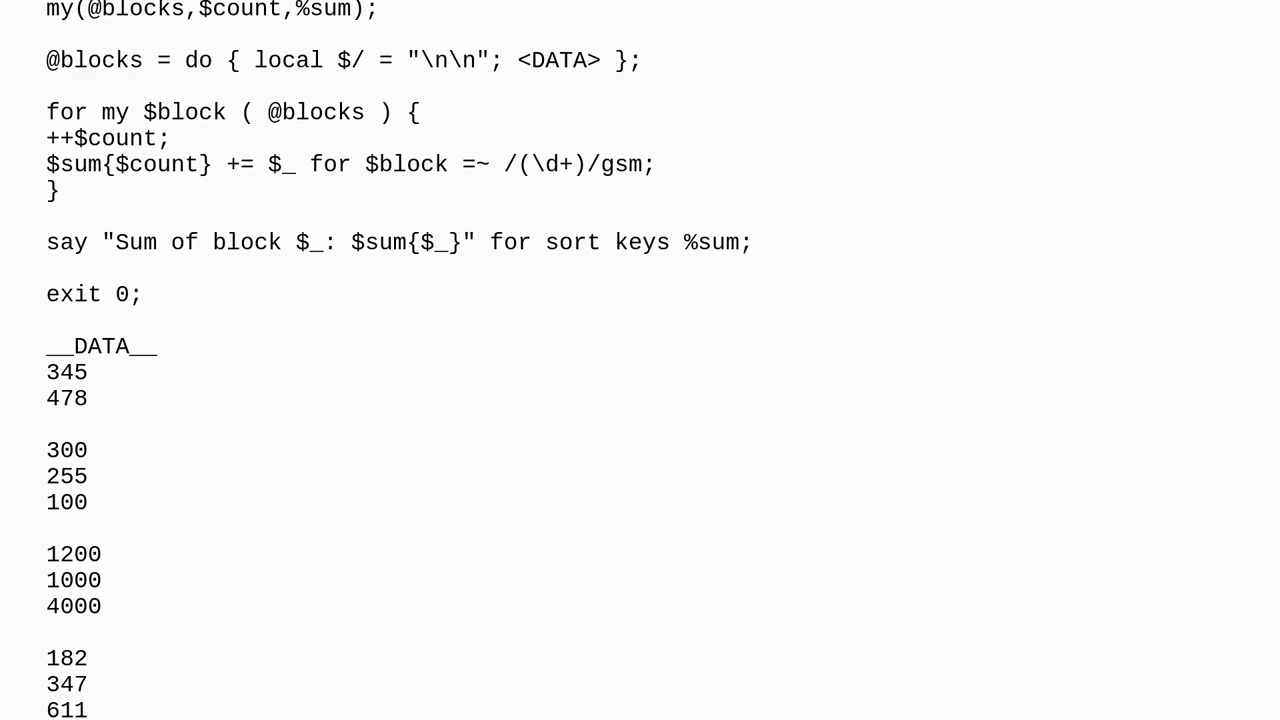 my(@blocks,$count,%sum);
@blocks = do { local $/ = "\n\n"; <DATA> };
for my $block ( @blocks ) {
++$count;
$sum{$count} += $_ for $block =~ /(\d+)/gsm;
}
say "Sum of block $_: $sum{$_}" for sort keys %sum;
exit 0;
__DATA__
345
478
300
255
100
1200
1000
4000
182
347
611